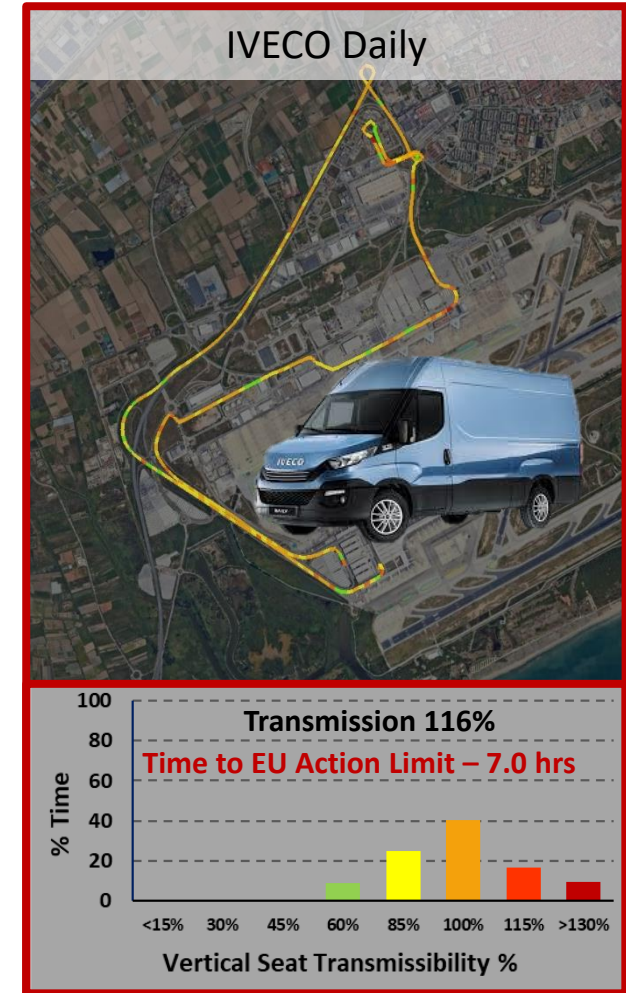 IVECO Daily
IVECO
DAILY
100
Transmission 116%
80
Time to EU Action Limit – 7.0 hrs
60
% Time
40
20
0
<15% 30% 45% 60% 85% 100% 115% >130%
Vertical Seat Transmissibility %